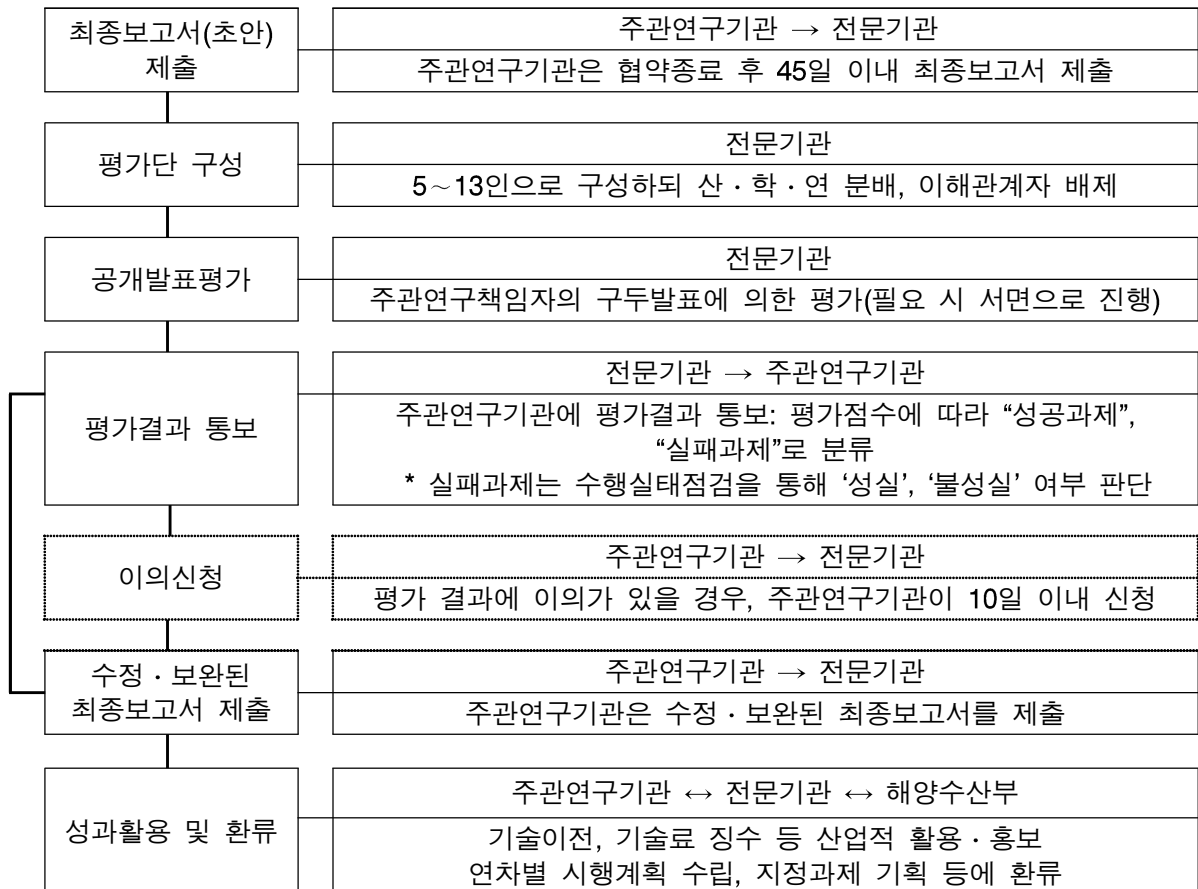 최종보고서(초안)
제출
주관연구기관 → 전문기관
주관연구기관은 협약종료 후 45일 이내 최종보고서 제출
평가단 구성
전문기관
5~13인으로 구성하되 산·학·연 분배, 이해관계자 배제
공개발표평가
전문기관
주관연구책임자의 구두발표에 의한 평가(필요 시 서면으로 진행)
평가결과 통보
전문기관 → 주관연구기관
주관연구기관에 평가결과 통보: 평가점수에 따라 “성공과제”,
“실패과제”로 분류
* 실패과제는 수행실태점검을 통해 ‘성실’, ‘불성실’ 여부 판단
이의신청
주관연구기관 → 전문기관
평가 결과에 이의가 있을 경우, 주관연구기관이 10일 이내 신청
수정·보완된
최종보고서 제출
주관연구기관 → 전문기관
주관연구기관은 수정·보완된 최종보고서를 제출
성과활용 및 환류
주관연구기관 ↔ 전문기관 ↔ 해양수산부
기술이전, 기술료 징수 등 산업적 활용·홍보
연차별 시행계획 수립, 지정과제 기획 등에 환류